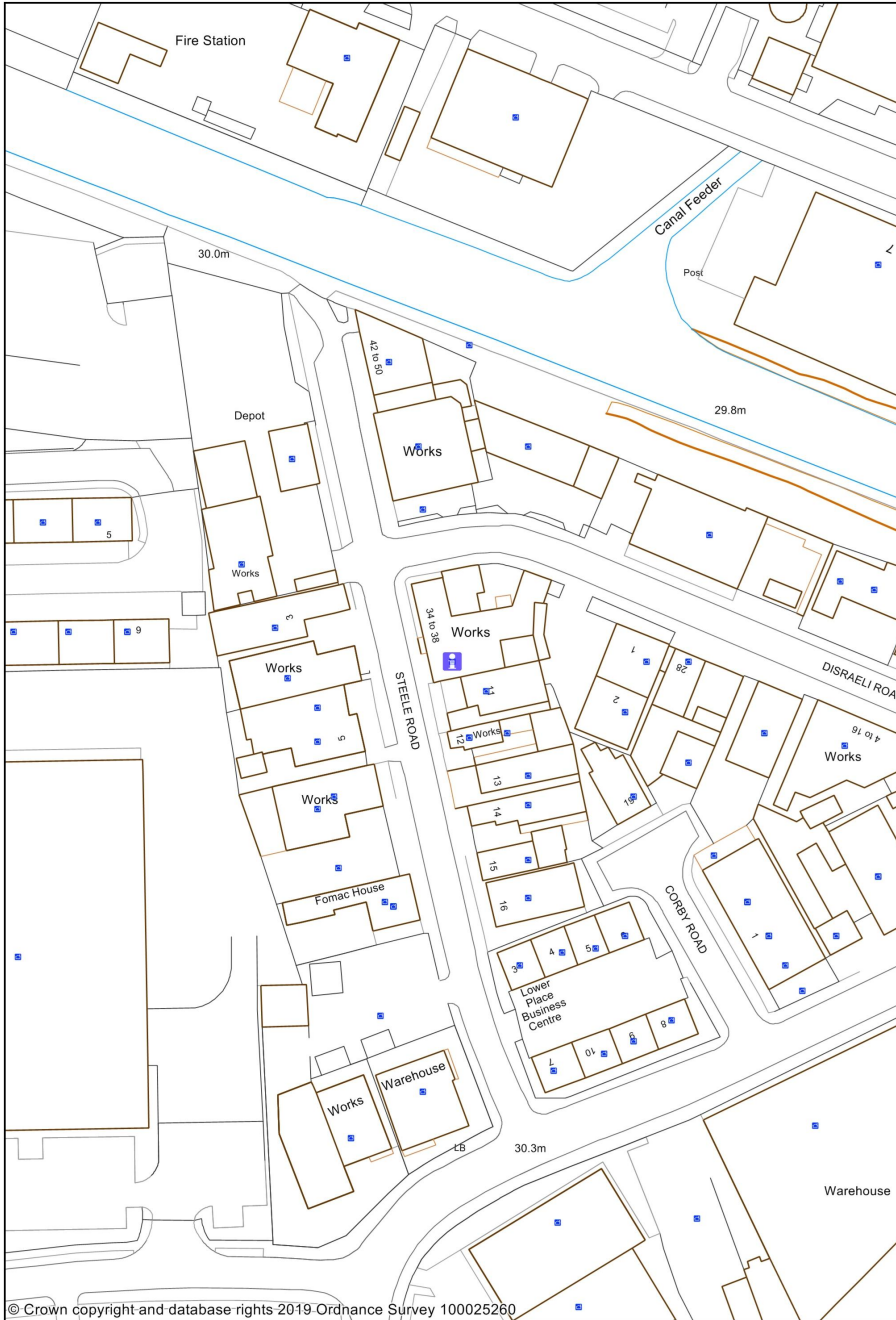 Fire Station
Canal Feeder
7
Post
30.0m
42 to 50
29.8m
Depot
Works
5
Works
9
3
Works
34 to 38
Works
STEELE ROAD
11
12
Works
13
14
15
16
1
2
28
DISRAELI ROA
4 to 16
Works
19
5
Works
Fomac House
CORBY ROAD
1
3
4
5
6
Lower
Place
Business
Centre
7
10
9
8
Works
Warehouse
LB
30.3m
Warehouse
© Crown copyright and database rights 2019 Ordnance Survey 100025260